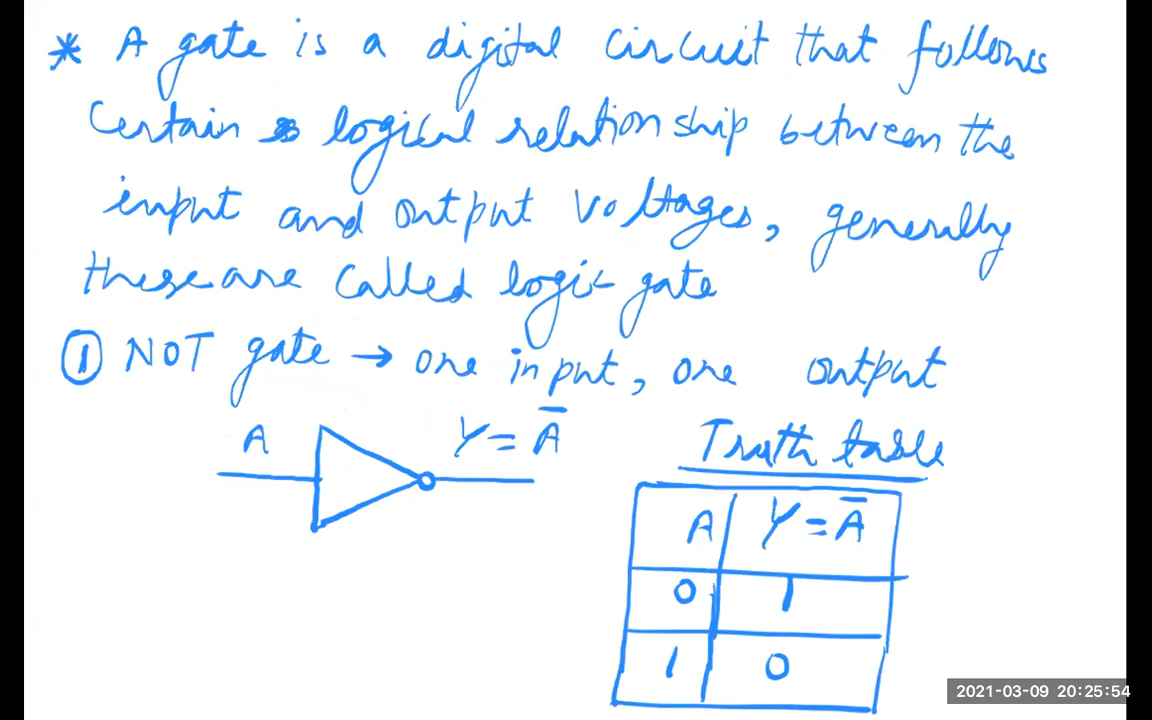 * A gate is a digital circuit that follows
certain logical relationship between the
input and output voltages, generally
these are called logic gate
① NOT gate → one input, one output
A Y = Ā
Truth table
A Y = Ā
0 1
1 0
2021-03-09 20:25:54